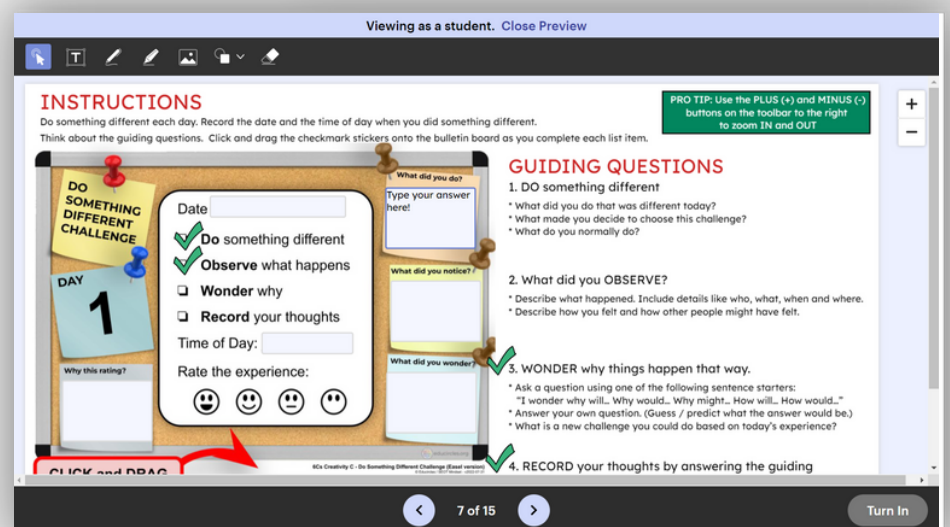 Viewing as a student. Close Preview
T
INSTRUCTIONS
Do something different each day. Record the date and the time of day when you did something different.
Think about the guiding questions. Click and drag the checkmark stickers onto the bulletin board as you complete each list item.
PRO TIP: Use the PLUS (+) and MINUS (-)
buttons on the toolbar to the right
to zoom IN and OUT
+
−
DO
SOMETHING
DIFFERENT
CHALLENGE
DAY
1
Why this rating?
Date
Do something different
Observe what happens
Wonder why
Record your thoughts
Time of Day:
Rate the experience:
What did you do?
Type your answer
here!
What did you notice?
What did you wonder?
educircles.org
CLICK and DRAG
6Cs Creativity C - Do Something Different Challenge (Easel version)
GUIDING QUESTIONS
1. DO something different
* What did you do that was different today?
* What made you decide to choose this challenge?
* What do you normally do?
2. What did you OBSERVE?
* Describe what happened. Include details like who, what, when and where.
* Describe how you felt and how other people might have felt.
3. WONDER why things happen that way.
* Ask a question using one of the following sentence starters:
"I wonder why will... Why would... Why might... How will... How would..."
* Answer your own question. (Guess / predict what the answer would be.)
* What is a new challenge you could do based on today's experience?
4. RECORD your thoughts by answering the guiding
< 7 of 15 >
Turn In